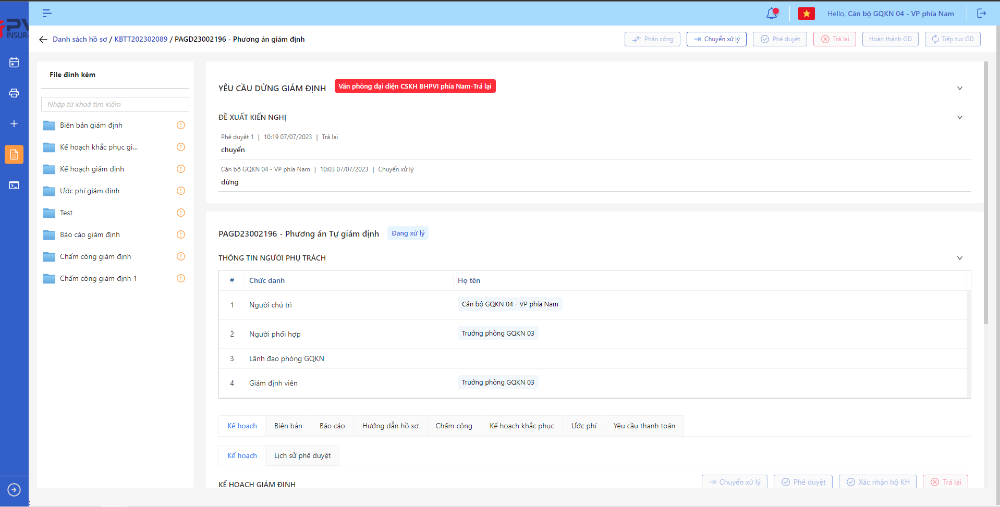 PV
INSURA
Hello, Cán bộ GQKN 04 - VP phía Nam
Danh sách hồ sơ / KBTT202302089 / PAGD23002196 - Phương án giám định
Phân công
Chuyển xử lý
Phê duyệt
Trả lại
Hoàn thành GD
Tiếp tục GD
File đính kèm
Nhập từ khoá tìm kiếm
Biên bản giám định
Kế hoạch khắc phục gi...
Kế hoạch giám định
Ước phí giám định
Test
Báo cáo giám định
Chấm công giám định
Chấm công giám định 1
YÊU CẦU DỪNG GIÁM ĐỊNH
Văn phòng đại diện CSKH BHPVI phía Nam-Trả lại
ĐỀ XUẤT KIẾN NGHỊ
Phê duyệt 1 | 10:19 07/07/2023 | Trả lại
chuyển
Cán bộ GQKN 04 - VP phía Nam | 10:03 07/07/2023 | Chuyển xử lý
dừng
PAGD23002196 - Phương án Tự giám định
Đang xử lý
THÔNG TIN NGƯỜI PHỤ TRÁCH
# Chức danh Họ tên
1 Người chủ trì Cán bộ GQKN 04 - VP phía Nam
2 Người phối hợp Trưởng phòng GQKN 03
3 Lãnh đạo phòng GQKN
4 Giám định viên Trưởng phòng GQKN 03
Kế hoạch Biên bản Báo cáo Hướng dẫn hồ sơ Chấm công Kế hoạch khắc phục Ước phí Yêu cầu thanh toán
Kế hoạch Lịch sử phê duyệt
KẾ HOẠCH GIÁM ĐỊNH
Chuyển xử lý
Phê duyệt
Xác nhận hộ KH
Trả lại
;